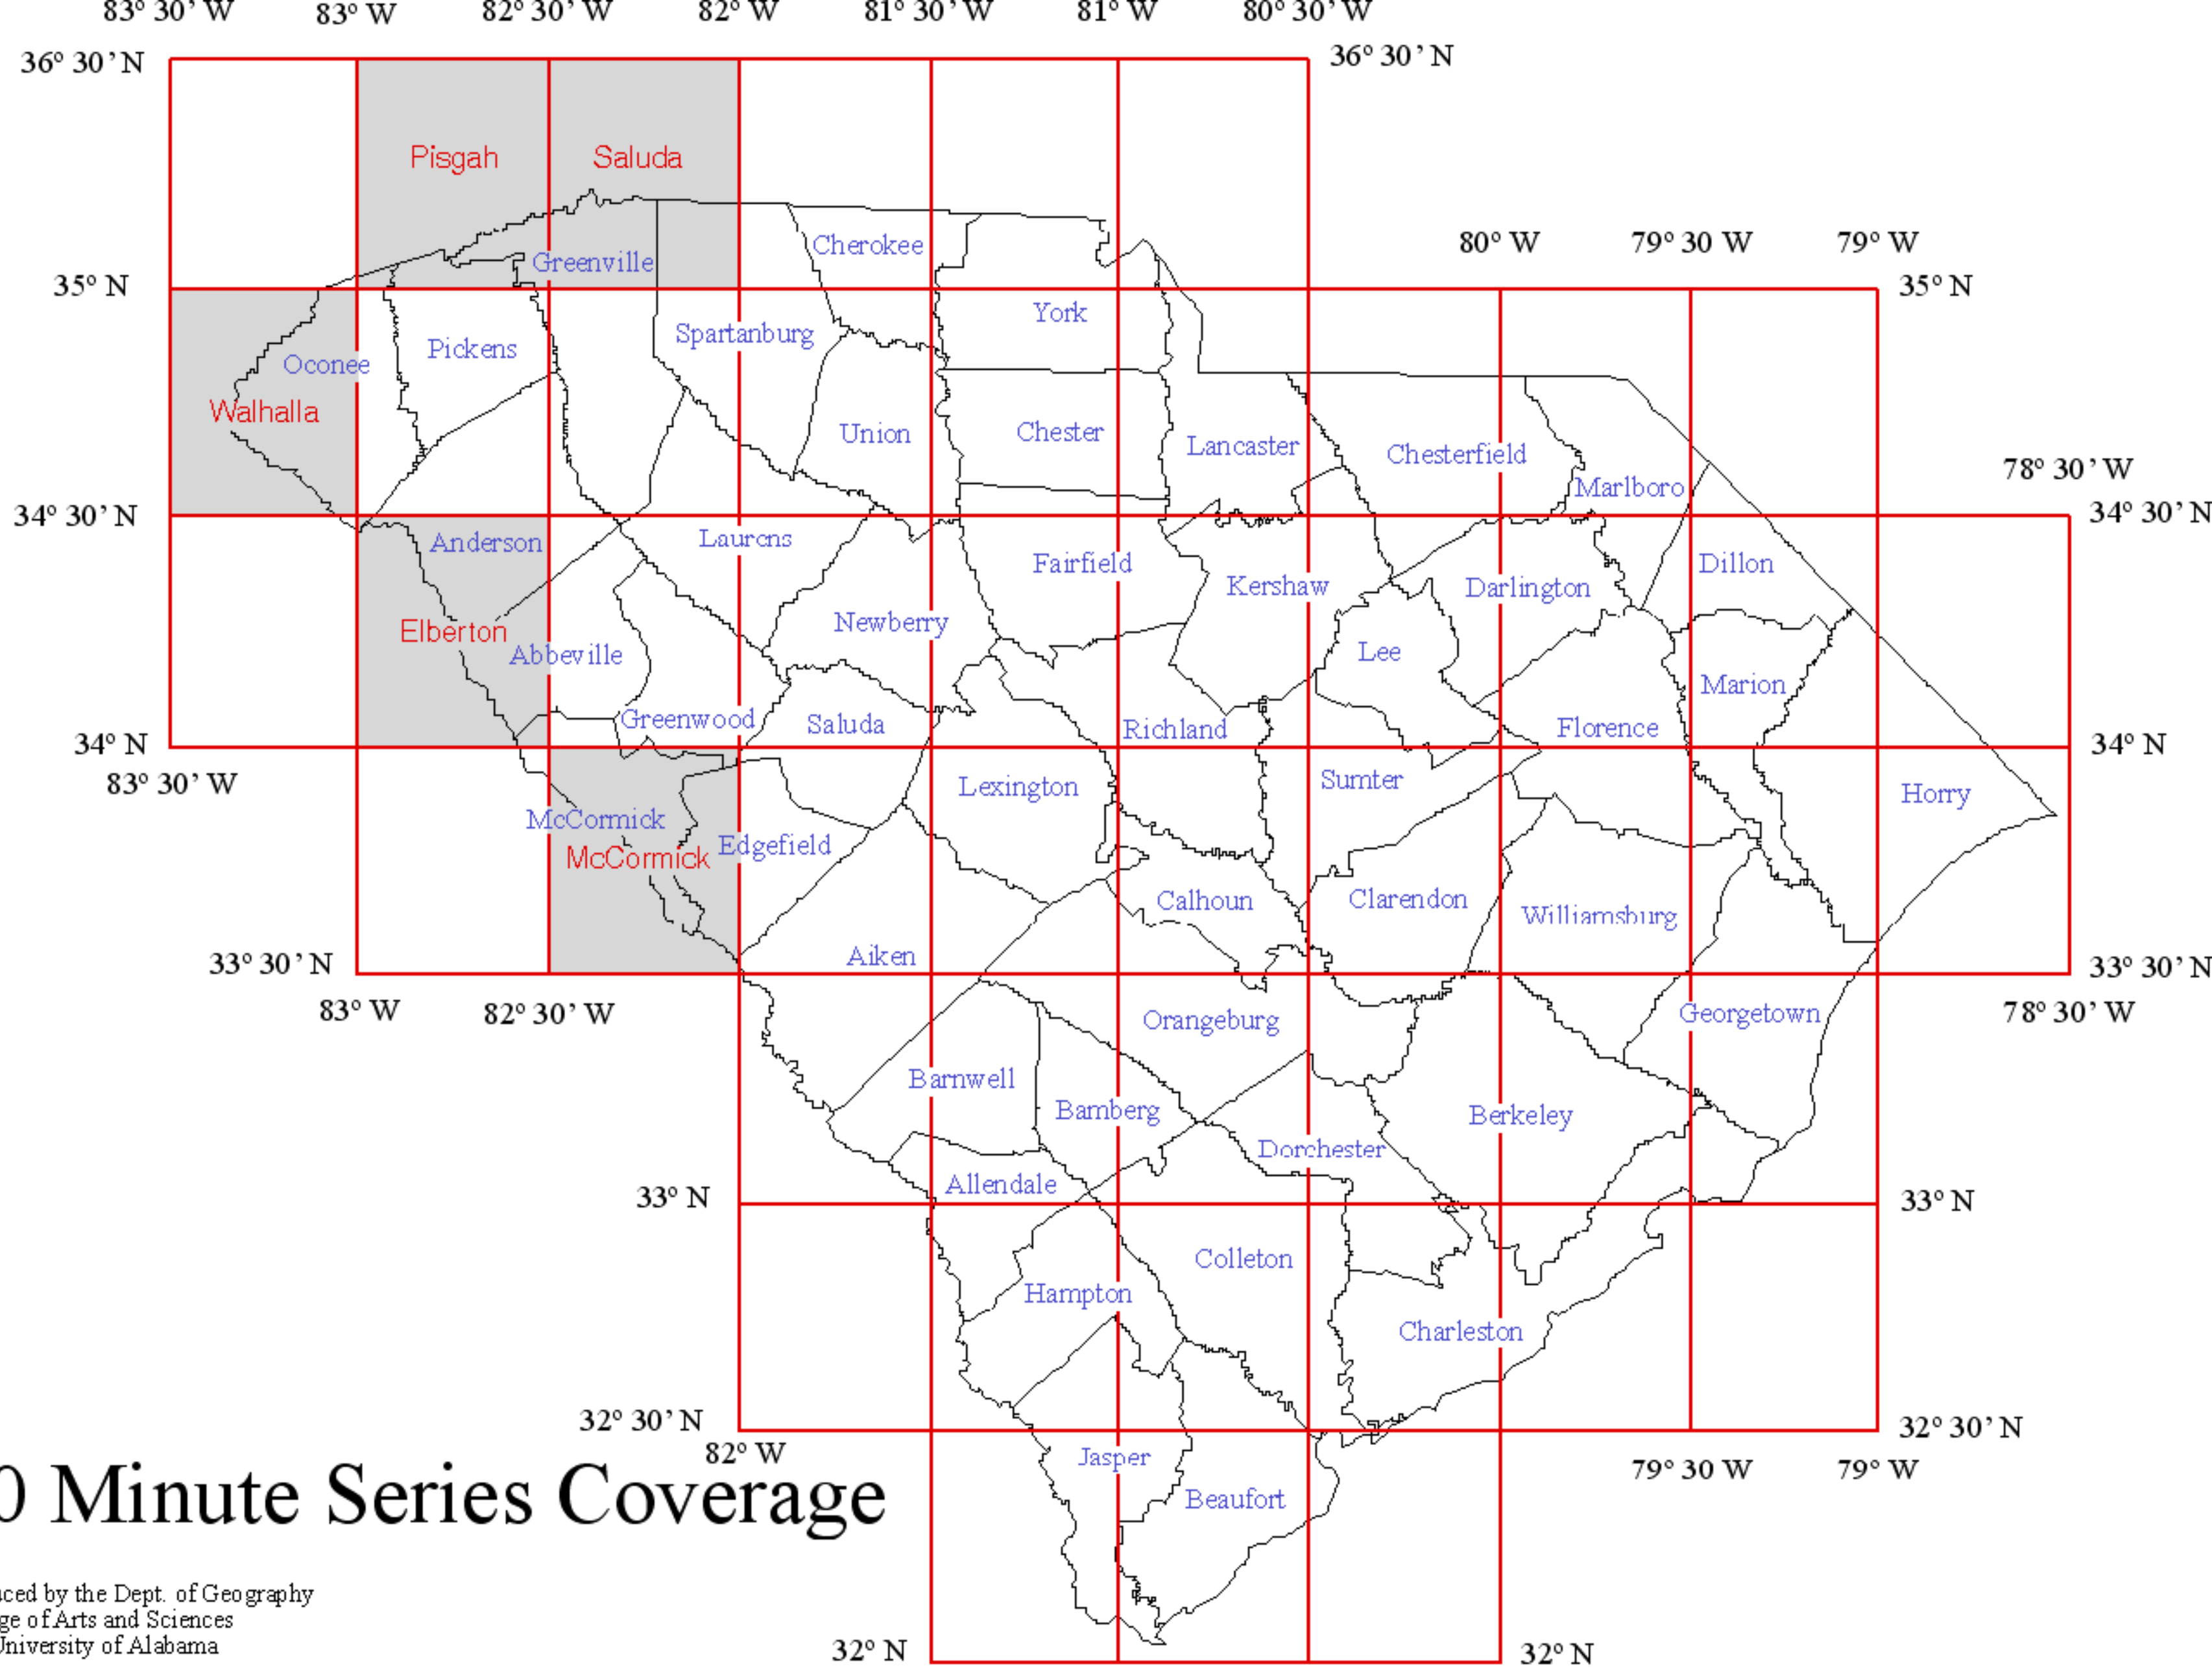 83° 30' W 83° W 82° 30' W 82° W 81° 30' W 81° W 80° 30' W
36° 30' N 36° 30' N
Pisgah Saluda
Cherokee 80° W 79° 30 W 79° W
Greenville
35° N 35° N
York
Spartanburg
Pickens
Oconee
Walhalla
Union Chester
Lancaster Chesterfield
78° 30' W
Marlboro
34° 30' N 34° 30' N
Anderson Laurens
Fairfield Dillon
Kershaw Darlington
Newberry
Elberton
Abbeville Lee
Marion
Greenwood Saluda Richland Florence
34° N 34° N
83° 30' W Lexington Sumter Horry
McCormick
Edgefield
McCormick
Calhoun Clarendon
Williamsburg
Aiken
33° 30' N 33° 30' N
83° W 82° 30' W Orangeburg Georgetown 78° 30' W
Barnwell
Bamberg Berkeley
Dorchester
Allendale
33° N 33° N
Colleton
Hampton
Charleston
32° 30' N 32° 30' N
82° W Jasper 79° 30 W 79° W
0 Minute Series Coverage
Beaufort
uced by the Dept. of Geography
ge of Arts and Sciences
University of Alabama
32° N 32° N